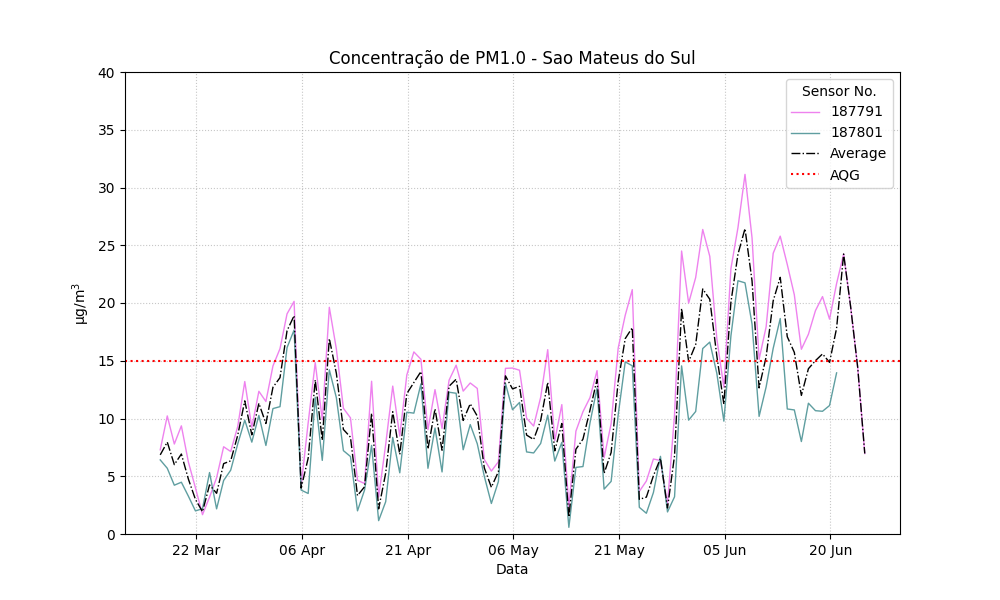 Concentração de PM1.0 - Sao Mateus do Sul
40
35
30
25
20
15
10
5
0
µg/m³
22 Mar
06 Apr
21 Apr
06 May
21 May
05 Jun
20 Jun
Data
Sensor No.
187791
187801
Average
AQG